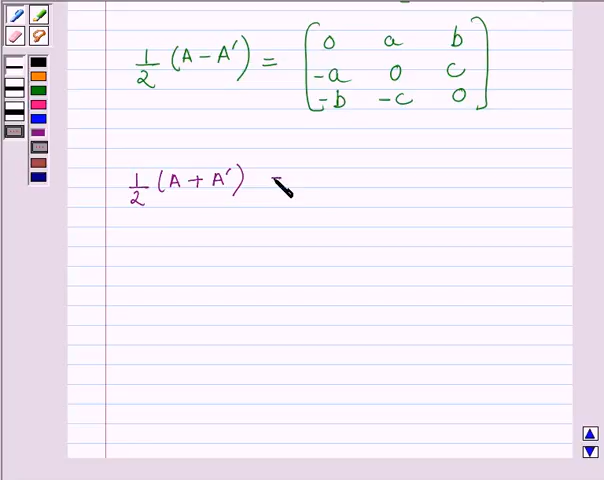 1/2 (A - A') = [ 0 a b
-a 0 c
-b -c 0 ]
1/2 (A + A')